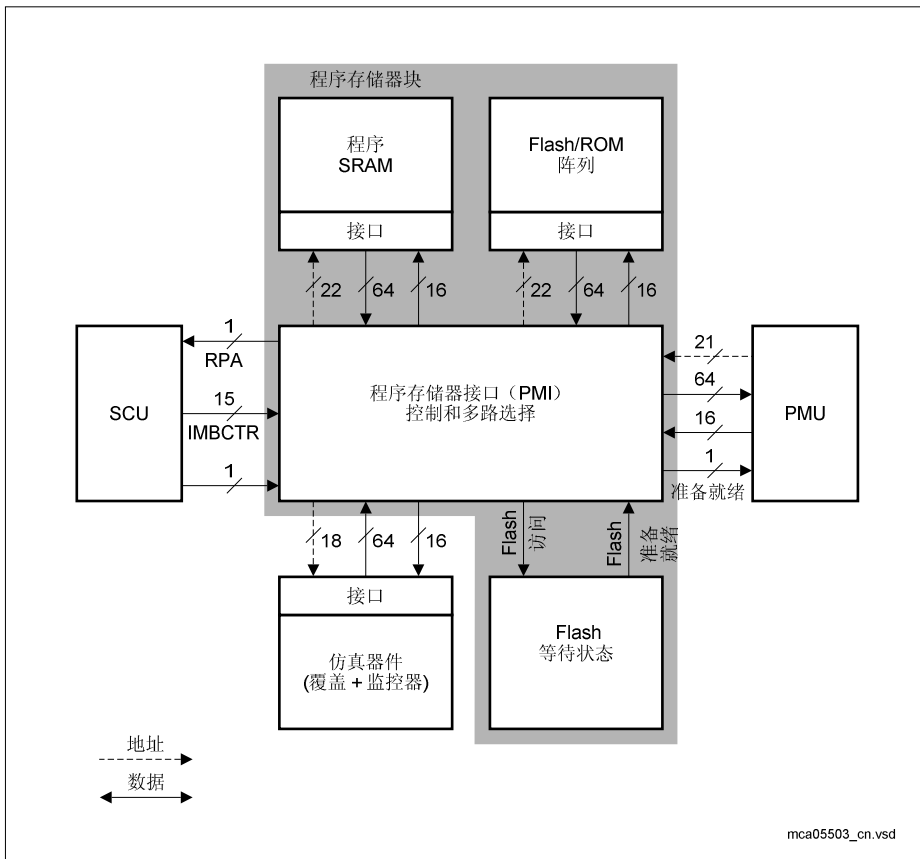 程序存储器块
程序
SRAM
Flash/ROM
阵列
接口
接口
22
64
16
22
64
16
SCU
1
RPA
15
IMBCTR
1
程序存储器接口（PMI）
控制和多路选择
21
64
16
1
准备就绪
PMU
18
64
16
Flash
访问
Flash
准备
就绪
接口
仿真器件
(覆盖 + 监控器)
Flash
等待状态
地址
数据
mca05503_cn.vsd